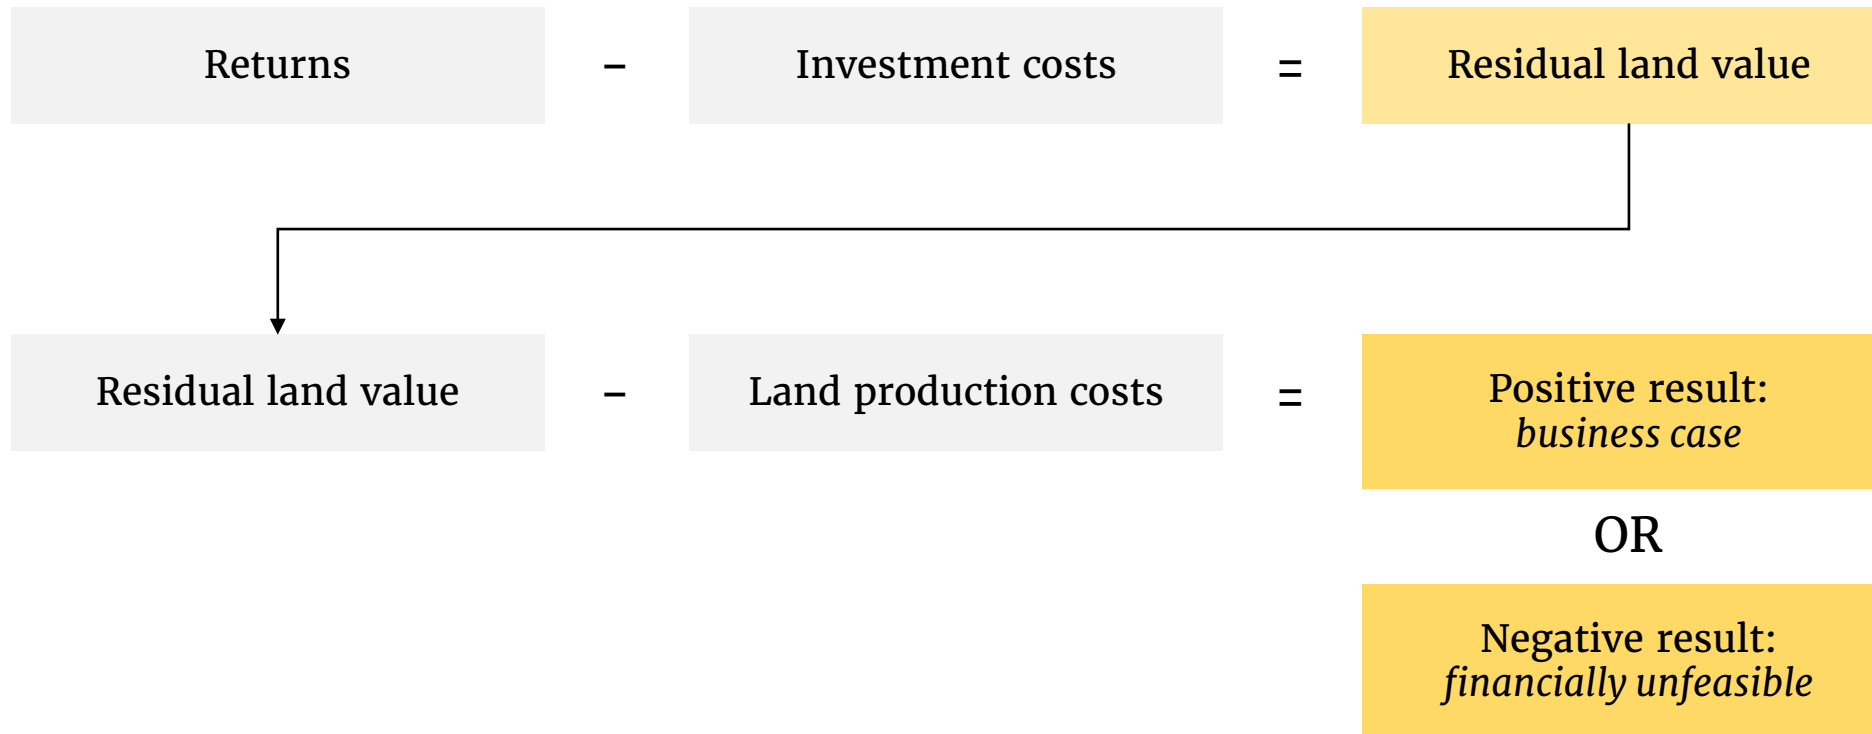 Returns - Investment costs = Residual land value
Residual land value - Land production costs = Positive result:
business case
OR
Negative result:
financially unfeasible